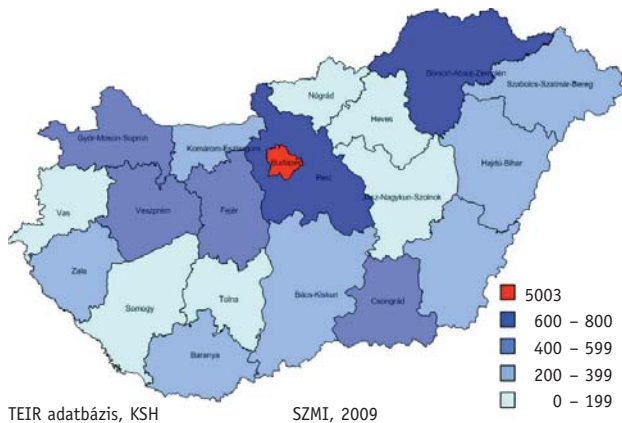 Borsod-Abaúj-Zemplén
Szabolcs-Szatmár-Bereg
Nógrád
Heves
Győr-Moson-Sopron
Komárom-Esztergom
Hajdú-Bihar
Budapest
Pest
Jász-Nagykun-Szolnok
Vas
Veszprém
Fejér
Zala
Somogy
Tolna
Bács-Kiskun
Csongrád
Baranya
5003
600 – 800
400 – 599
200 – 399
0 – 199
TEIR adatbázis, KSH
SZMI, 2009